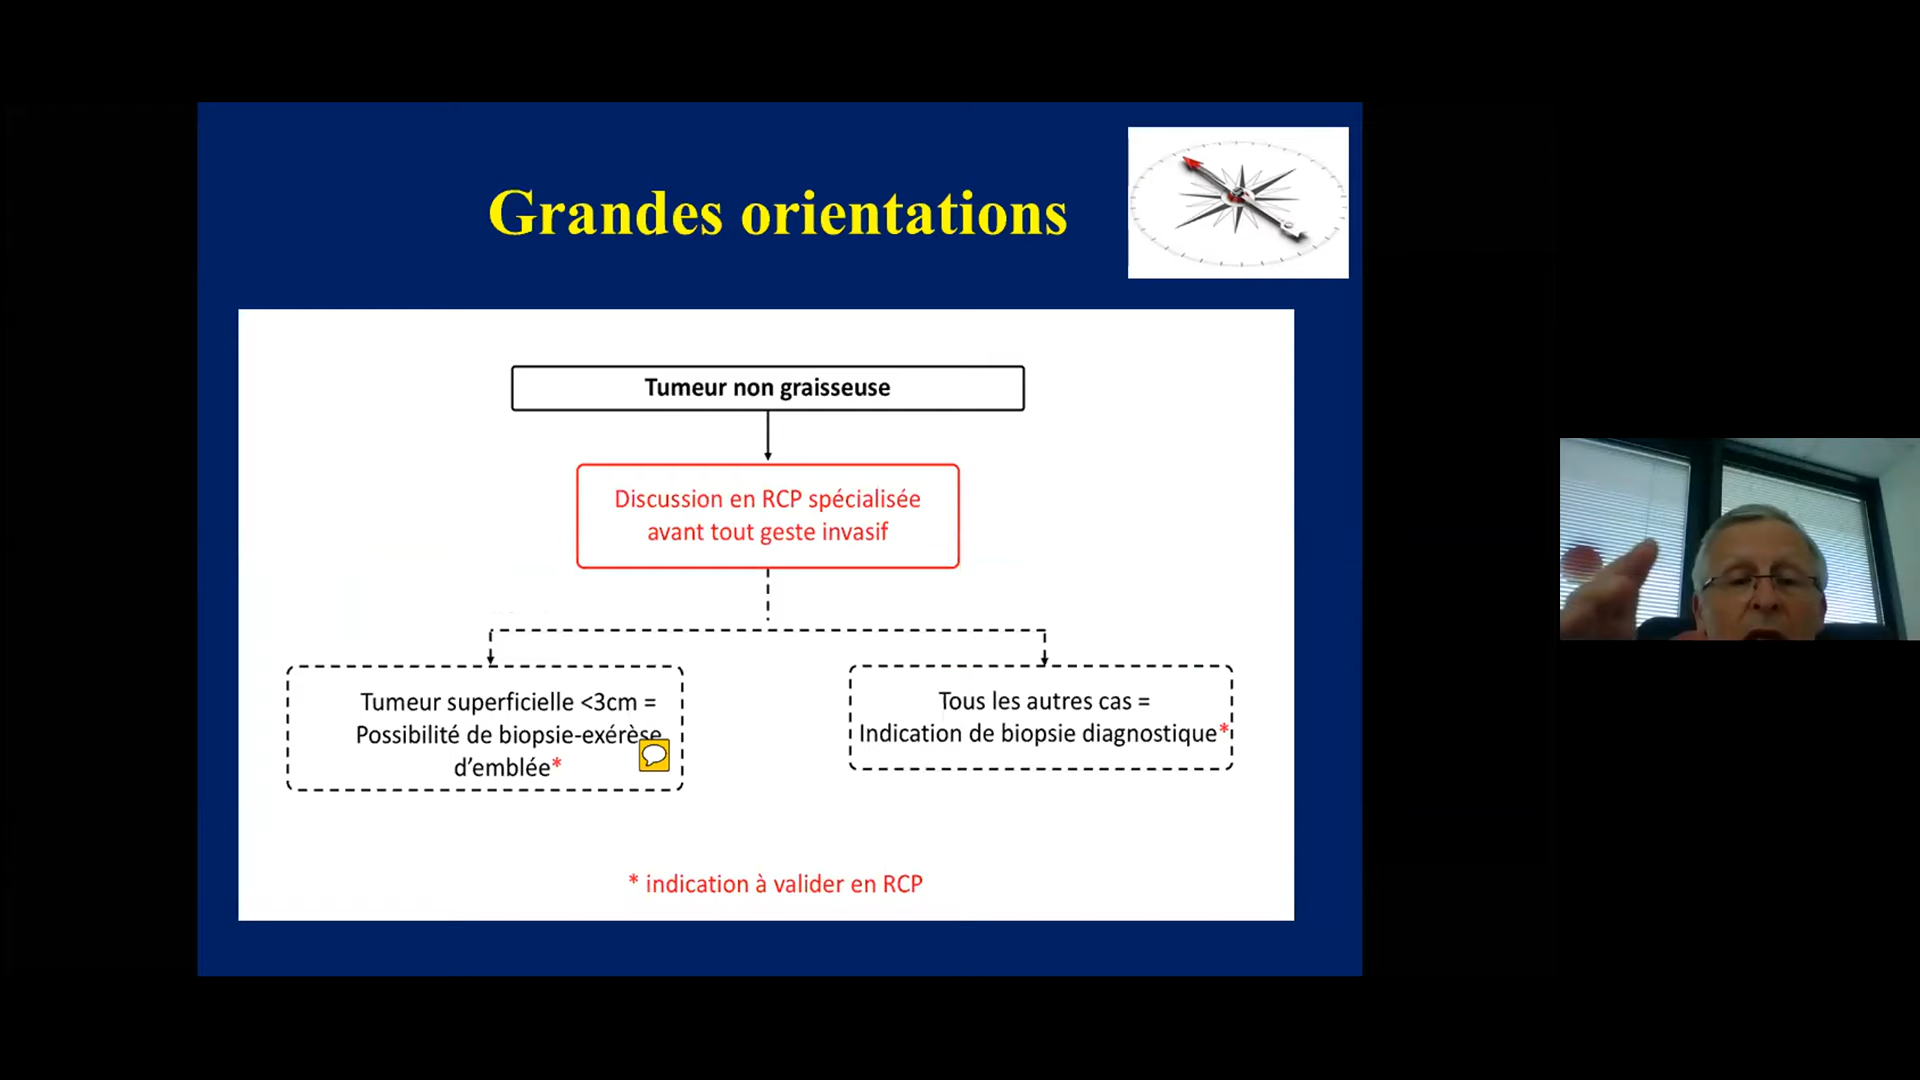 Grandes orientations
Tumeur non graisseuse
Discussion en RCP spécialisée
avant tout geste invasif
Tumeur superficielle <3cm =
Possibilité de biopsie-exérèse
d’emblée*
Tous les autres cas =
Indication de biopsie diagnostique*
* indication à valider en RCP